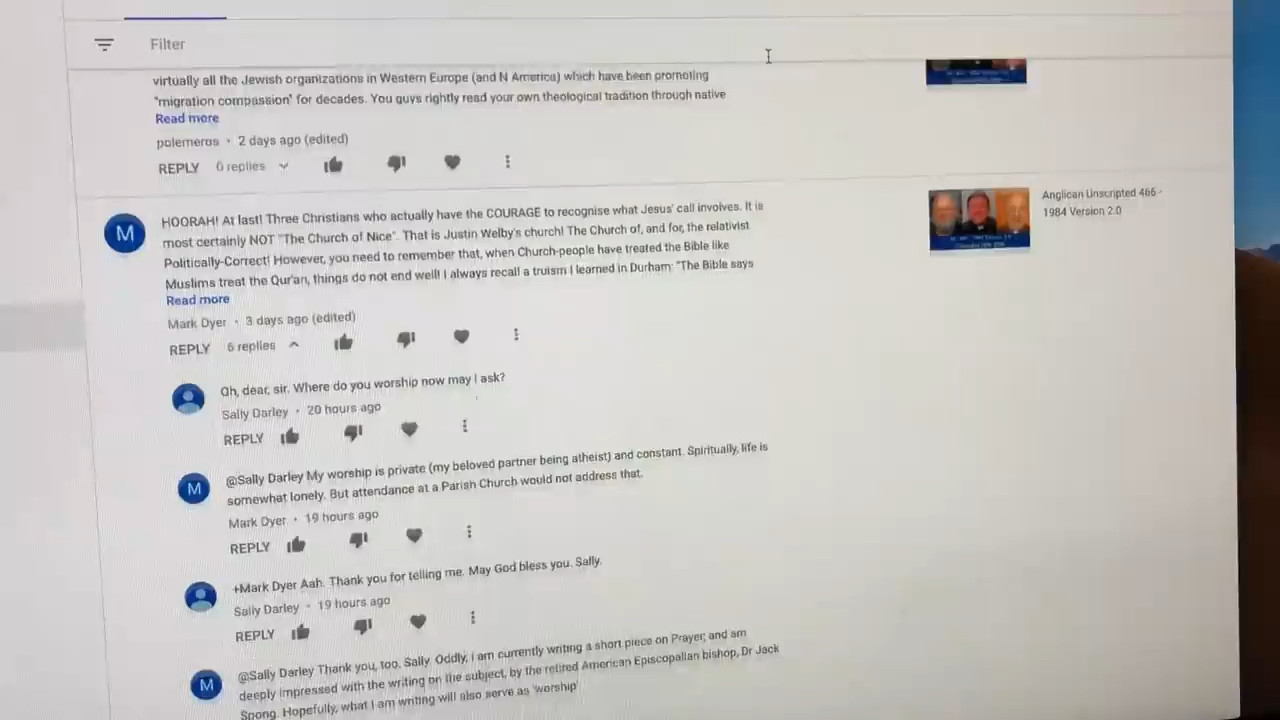 Filter
virtually all the Jewish organizations in Western Europe (and N America) which have been promoting
"migration compassion" for decades. You guys rightly read your own theological tradition through native
Read more
polemeros • 2 days ago (edited)
REPLY 0 replies
M
HOORAH! At last! Three Christians who actually have the COURAGE to recognise what Jesus' call involves. It is
most certainly NOT "The Church of Nice". That is Justin Welby's church! The Church of, and for, the relativist
Politically-Correct! However, you need to remember that, when Church-people have treated the Bible like
Muslims treat the Qur'an, things do not end well! I always recall a truism I learned in Durham: "The Bible says
Read more
Mark Dyer • 3 days ago (edited)
REPLY 6 replies
Anglican Unscripted 466 -
1984 Version 2.0
Oh, dear, sir. Where do you worship now may I ask?
Sally Darley • 20 hours ago
REPLY
M
@Sally Darley My worship is private (my beloved partner being atheist) and constant. Spiritually, life is
somewhat lonely. But attendance at a Parish Church would not address that.
Mark Dyer • 19 hours ago
REPLY
+Mark Dyer Aah. Thank you for telling me. May God bless you. Sally.
Sally Darley • 19 hours ago
REPLY
M
@Sally Darley Thank you, too, Sally. Oddly, i am currently writing a short piece on Prayer, and am
deeply impressed with the writing on the subject, by the retired American Episcopalian bishop, Dr Jack
Spong. Hopefully, what I am writing will also serve as 'worship'